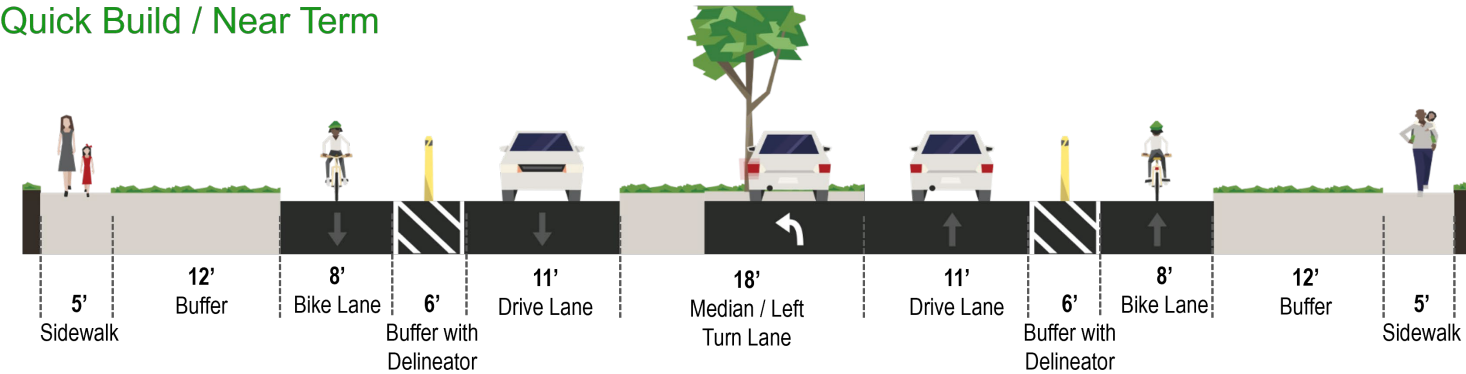 Quick Build / Near Term
5’
Sidewalk
12’
Buffer
8’
Bike Lane
6’
Buffer with
Delineator
11’
Drive Lane
18’
Median / Left
Turn Lane
11’
Drive Lane
6’
Buffer with
Delineator
8’
Bike Lane
12’
Buffer
5’
Sidewalk